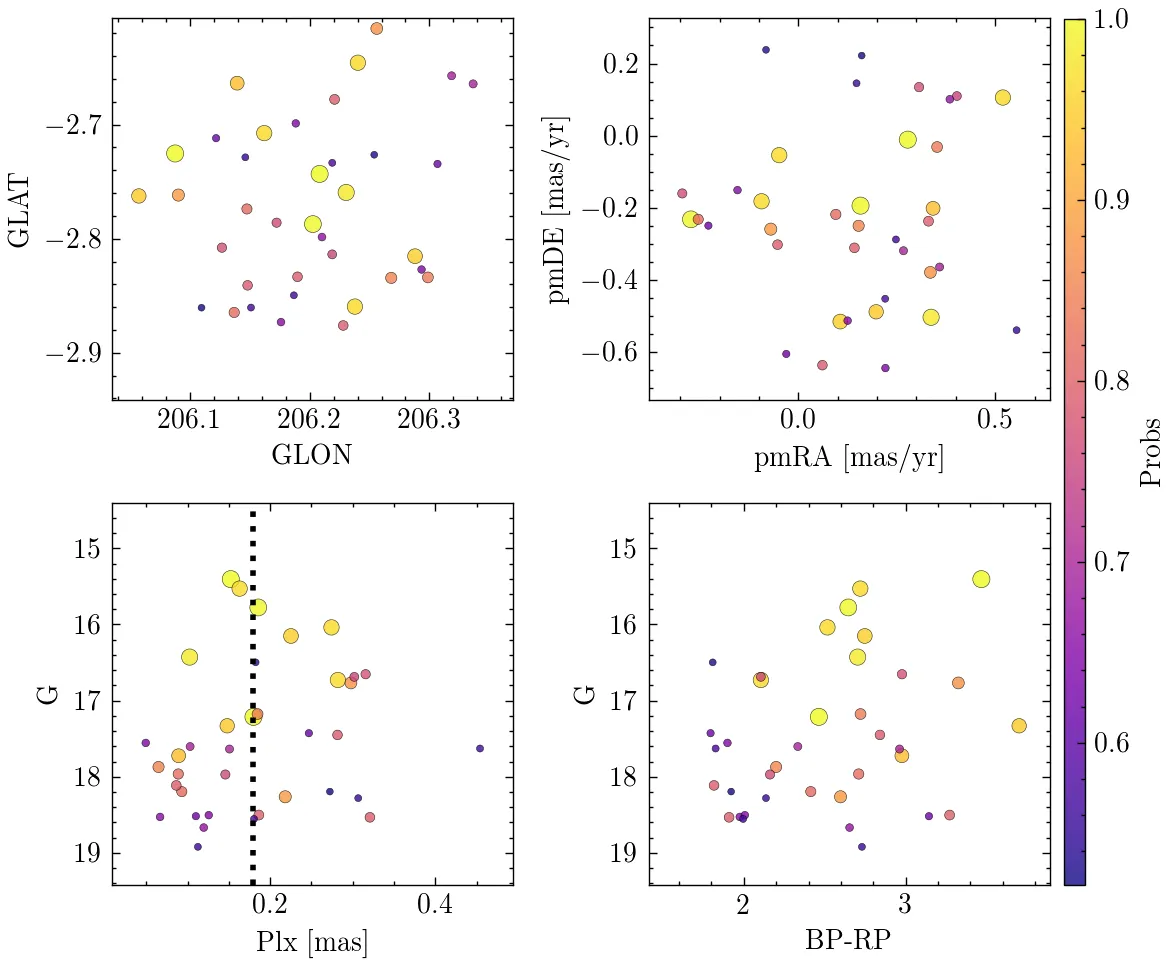 GLAT
−2.7
−2.8
−2.9
206.1 206.2 206.3
GLON
pmDE [mas/yr]
0.2
0.0
−0.2
−0.4
−0.6
0.0 0.5
pmRA [mas/yr]
1.0
0.9
0.8
0.7
0.6
Probs
G
15
16
17
18
19
0.2 0.4
Plx [mas]
G
15
16
17
18
19
2 3
BP-RP